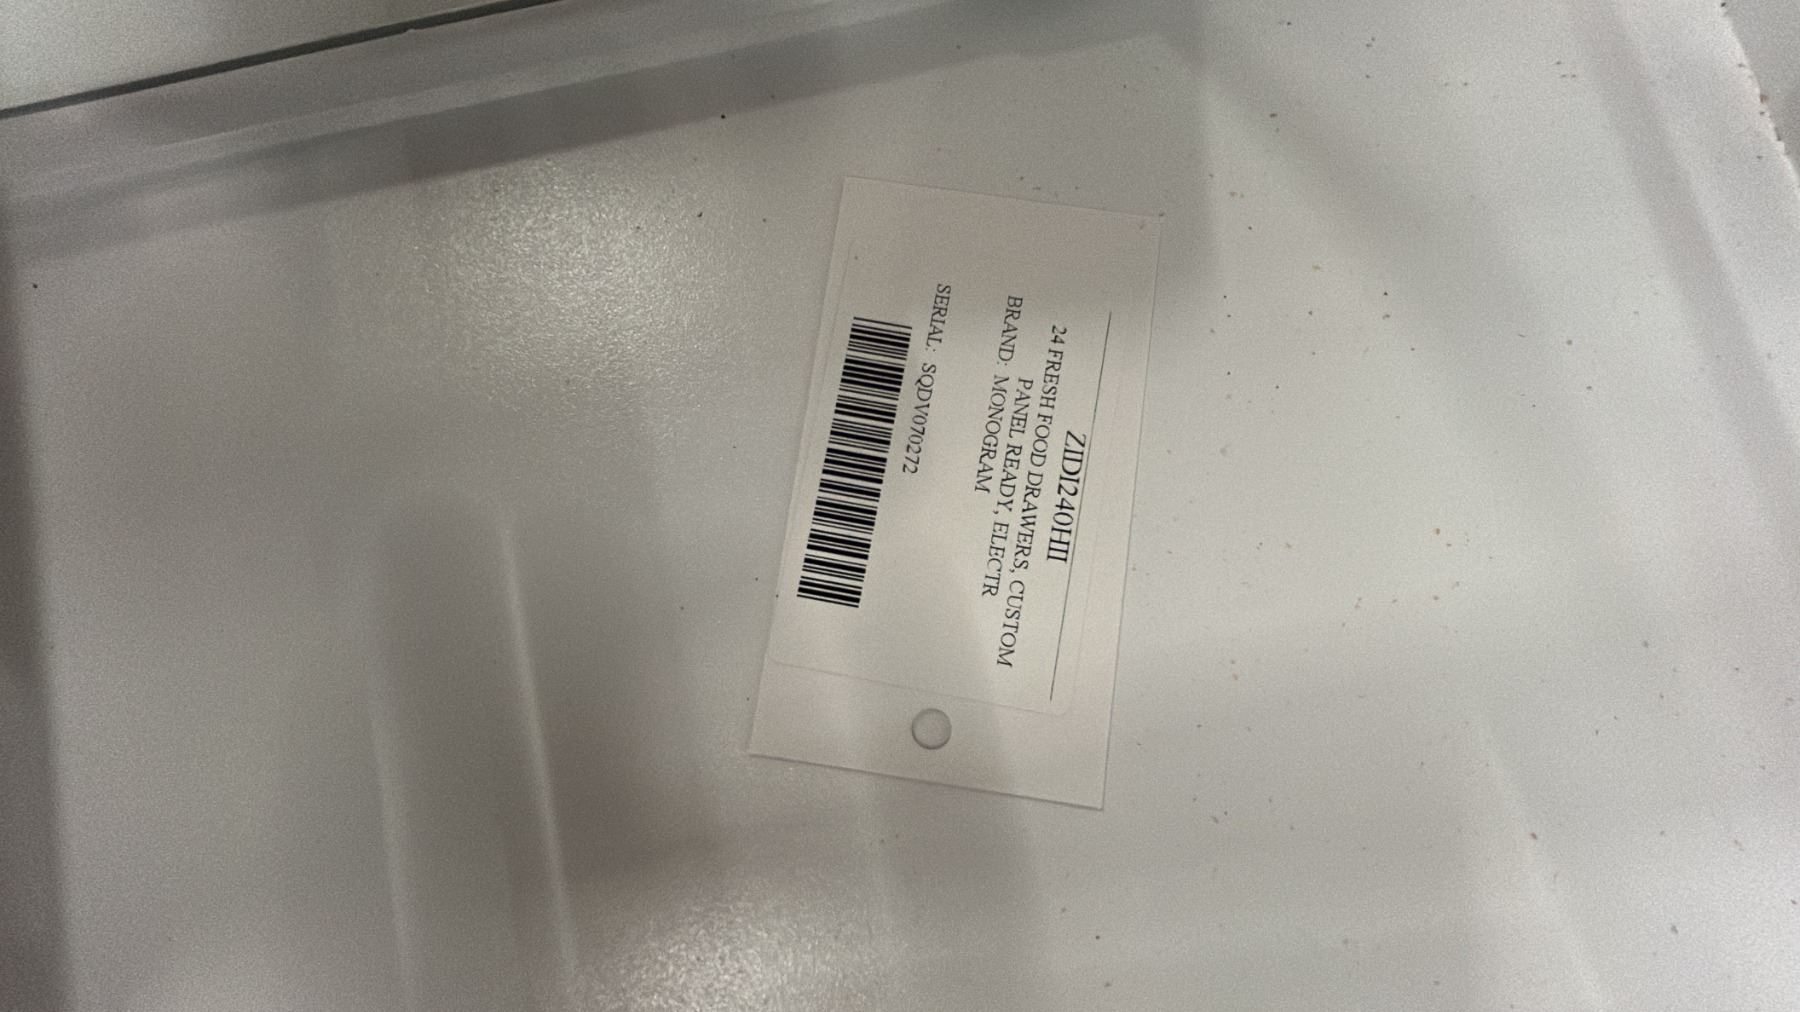 ZIDI240HII
24 FRESH FOOD DRAWERS, CUSTOM
PANEL READY, ELECTR
BRAND: MONOGRAM
SERIAL: SQDV070272